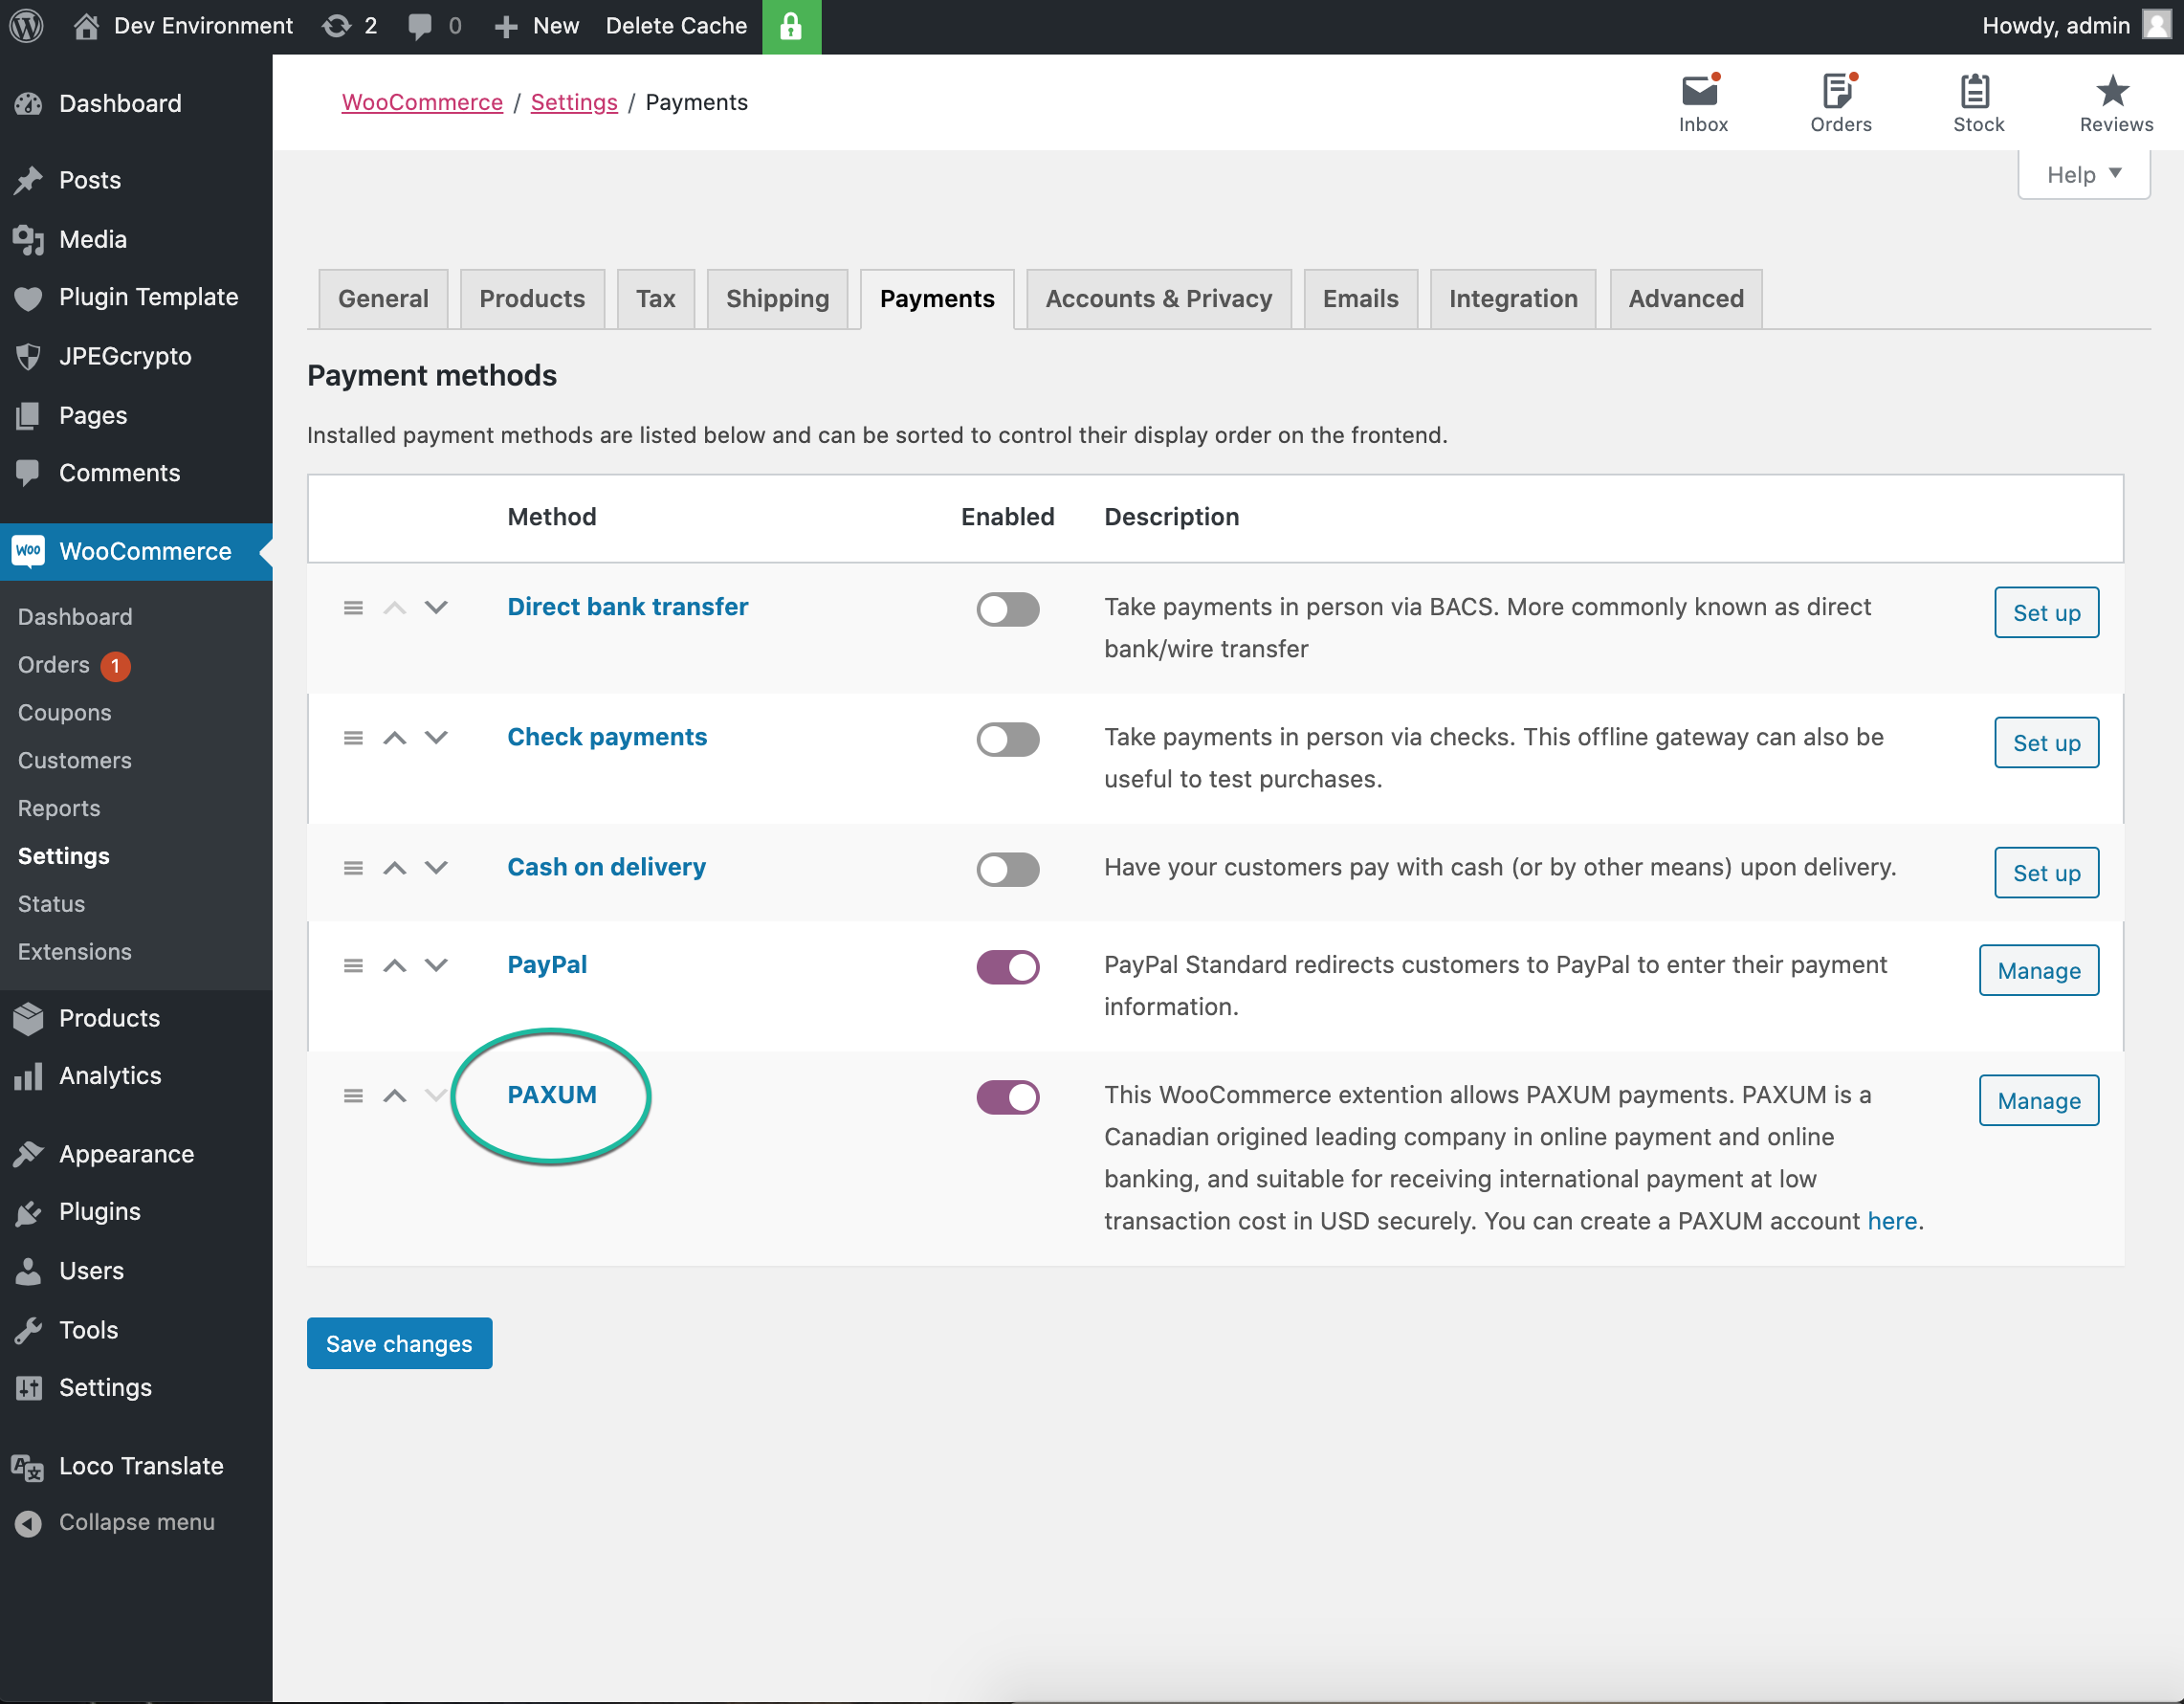 Dev Environment 2 0 New Delete Cache Howdy, admin
Dashboard
Posts
Media
Plugin Template
JPEGcrypto
Pages
Comments
Woo WooCommerce
Dashboard
Orders 1
Coupons
Customers
Reports
Settings
Status
Extensions
Products
Analytics
Appearance
Plugins
Users
Tools
Settings
Loco Translate
Collapse menu
WooCommerce / Settings / Payments
Inbox Orders Stock Reviews
Help
General Products Tax Shipping Payments Accounts & Privacy Emails Integration Advanced
Payment methods
Installed payment methods are listed below and can be sorted to control their display order on the frontend.
Method Enabled Description
Direct bank transfer Take payments in person via BACS. More commonly known as direct Set up
bank/wire transfer
Check payments Take payments in person via checks. This offline gateway can also be Set up
useful to test purchases.
Cash on delivery Have your customers pay with cash (or by other means) upon delivery. Set up
PayPal PayPal Standard redirects customers to PayPal to enter their payment Manage
information.
PAXUM This WooCommerce extention allows PAXUM payments. PAXUM is a Manage
Canadian origined leading company in online payment and online
banking, and suitable for receiving international payment at low
transaction cost in USD securely. You can create a PAXUM account here.
Save changes